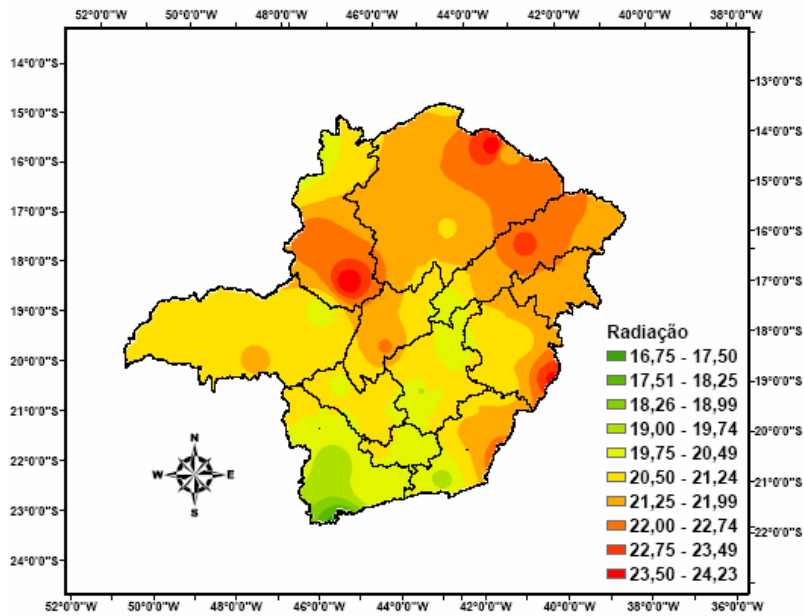 52°0'0"W 50°0'0"W 48°0'0"W 46°0'0"W 44°0'0"W 42°0'0"W 40°0'0"W 38°0'0"W
14°0'0"S
15°0'0"S
16°0'0"S
17°0'0"S
18°0'0"S
19°0'0"S
20°0'0"S
21°0'0"S
22°0'0"S
23°0'0"S
24°0'0"S
13°0'0"S
14°0'0"S
15°0'0"S
16°0'0"S
17°0'0"S
18°0'0"S
19°0'0"S
20°0'0"S
21°0'0"S
22°0'0"S
N
W E
S
Radiação
16,75 - 17,50
17,51 - 18,25
18,26 - 18,99
19,00 - 19,74
19,75 - 20,49
20,50 - 21,24
21,25 - 21,99
22,00 - 22,74
22,75 - 23,49
23,50 - 24,23
52°0'0"W 50°0'0"W 48°0'0"W 46°0'0"W 44°0'0"W 42°0'0"W 40°0'0"W